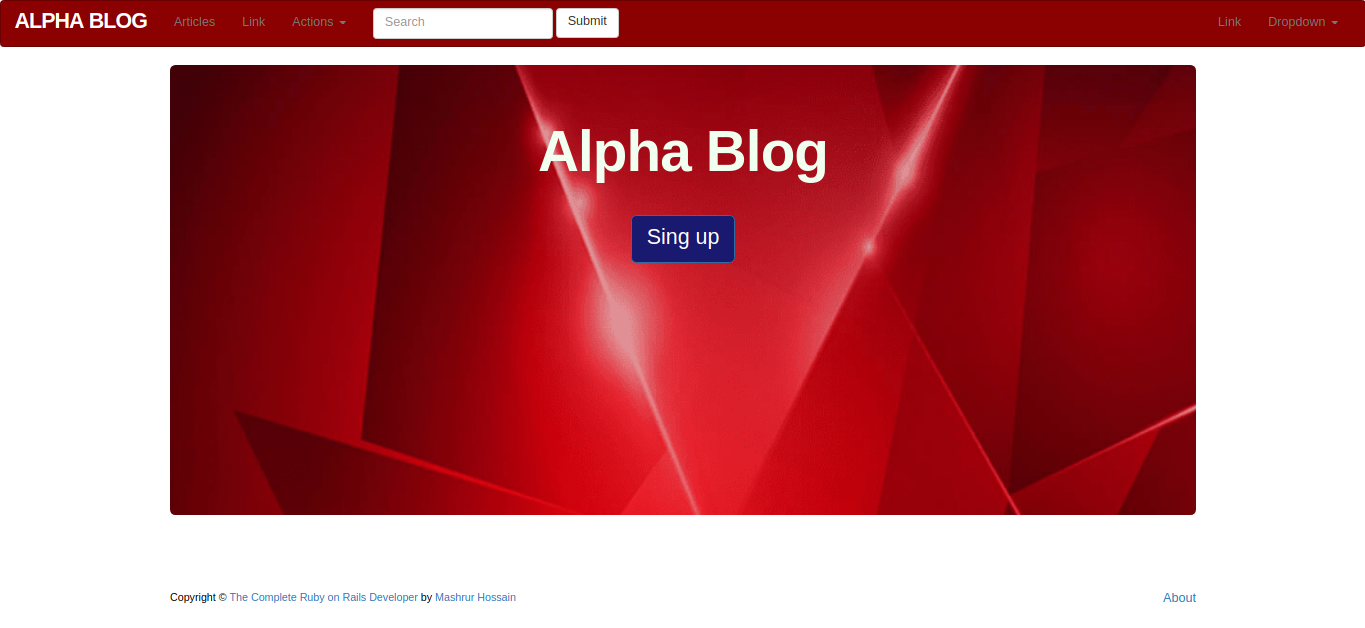 ALPHA BLOG Articles Link Actions Search Submit Link Dropdown
Alpha Blog
Sing up
Copyright © The Complete Ruby on Rails Developer by Mashrur Hossain About